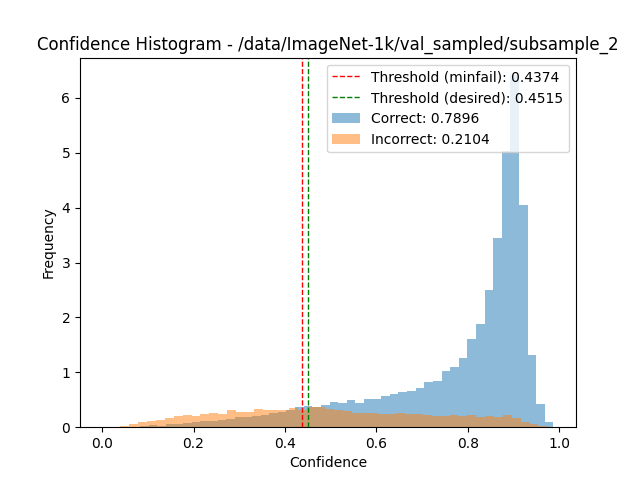 Confidence Histogram - /data/ImageNet-1k/val_sampled/subsample_2
Threshold (minfail): 0.4374
Threshold (desired): 0.4515
Correct: 0.7896
Incorrect: 0.2104
Frequency
6
5
4
3
2
1
0
0.0 0.2 0.4 0.6 0.8 1.0
Confidence